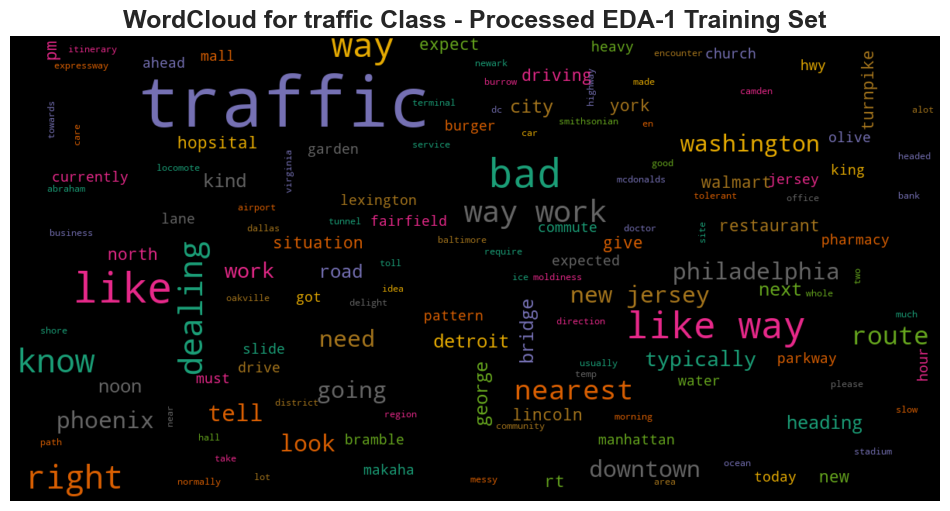 WordCloud for traffic Class - Processed EDA-1 Training Set
pm itinerary way expect heavy encounter church
expressway ahead mall newark driving highway hwy turnpike
traffic burrow made camden
towards care terminal dc city york alot
hopsital burger smithsonian en washington olive
garden service car good
currently locomote virginia bad mcdonalds walmart jersey king headed
abraham kind tolerant office bank
lane airport lexington way work
business dallas fairfield commute doctor site restaurant
north situation tunnel baltimore give pharmacy
dealing work road toll require expected philadelphia two
like oakville got idea delight ice moldiness new jersey next whole
shore pattern bridge direction like way much
know slide need detroit typically route
drive usually parkway hour
noon must going george temp nearest water please
phoenix near tell district region lincoln morning slow
path hall look bramble community manhattan heading
take makaha downtown ocean stadium
right normally lot messy rt area today new